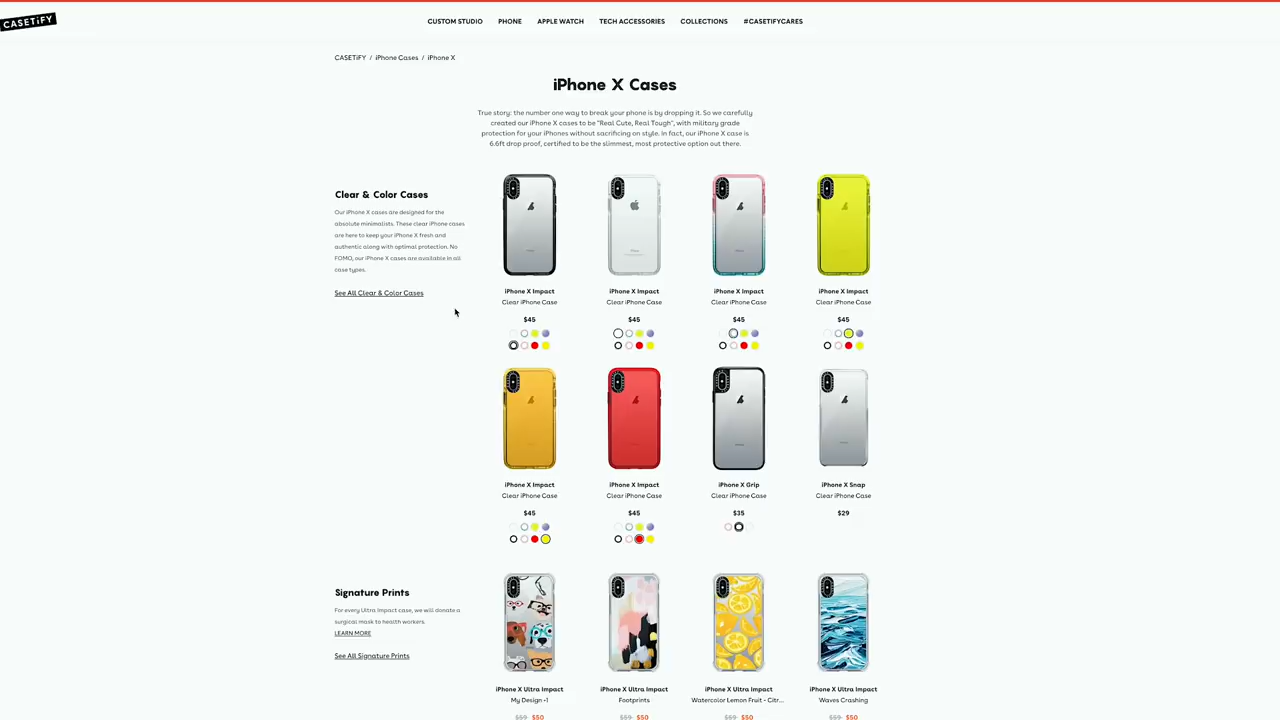 CASETiFY
CUSTOM STUDIO PHONE APPLE WATCH TECH ACCESSORIES COLLECTIONS #CASETIFYCARES
CASETiFY / iPhone Cases / iPhone X
iPhone X Cases
True story: the number one way to break your phone is by dropping it. So we carefully
created our iPhone X cases to be "Real Cute, Real Tough", with military grade
protection for your iPhones without sacrificing on style. In fact, our iPhone X case is
6.6ft drop proof, certified to be the slimmest, most protective option out there.
Clear & Color Cases
Our iPhone X cases are designed for the
absolute minimalists. These clear iPhone cases
are here to keep your iPhone X fresh and
authentic along with optimal protection. No
FOMO, our iPhone X cases are available in all
case types.
See All Clear & Color Cases
iPhone X Impact iPhone X Impact iPhone X Impact iPhone X Impact
Clear iPhone Case Clear iPhone Case Clear iPhone Case Clear iPhone Case
$45 $45 $45 $45
iPhone X Impact iPhone X Impact iPhone X Grip iPhone X Snap
Clear iPhone Case Clear iPhone Case Clear iPhone Case Clear iPhone Case
$45 $45 $35 $29
Signature Prints
For every Ultra Impact case, we will donate a
surgical mask to health workers.
LEARN MORE
See All Signature Prints
iPhone X Ultra Impact iPhone X Ultra Impact iPhone X Ultra Impact iPhone X Ultra Impact
My Design -1 Footprints Watercolor Lemon Fruit - Citr... Waves Crashing
$59 $50 $59 $50 $59 $50 $59 $50